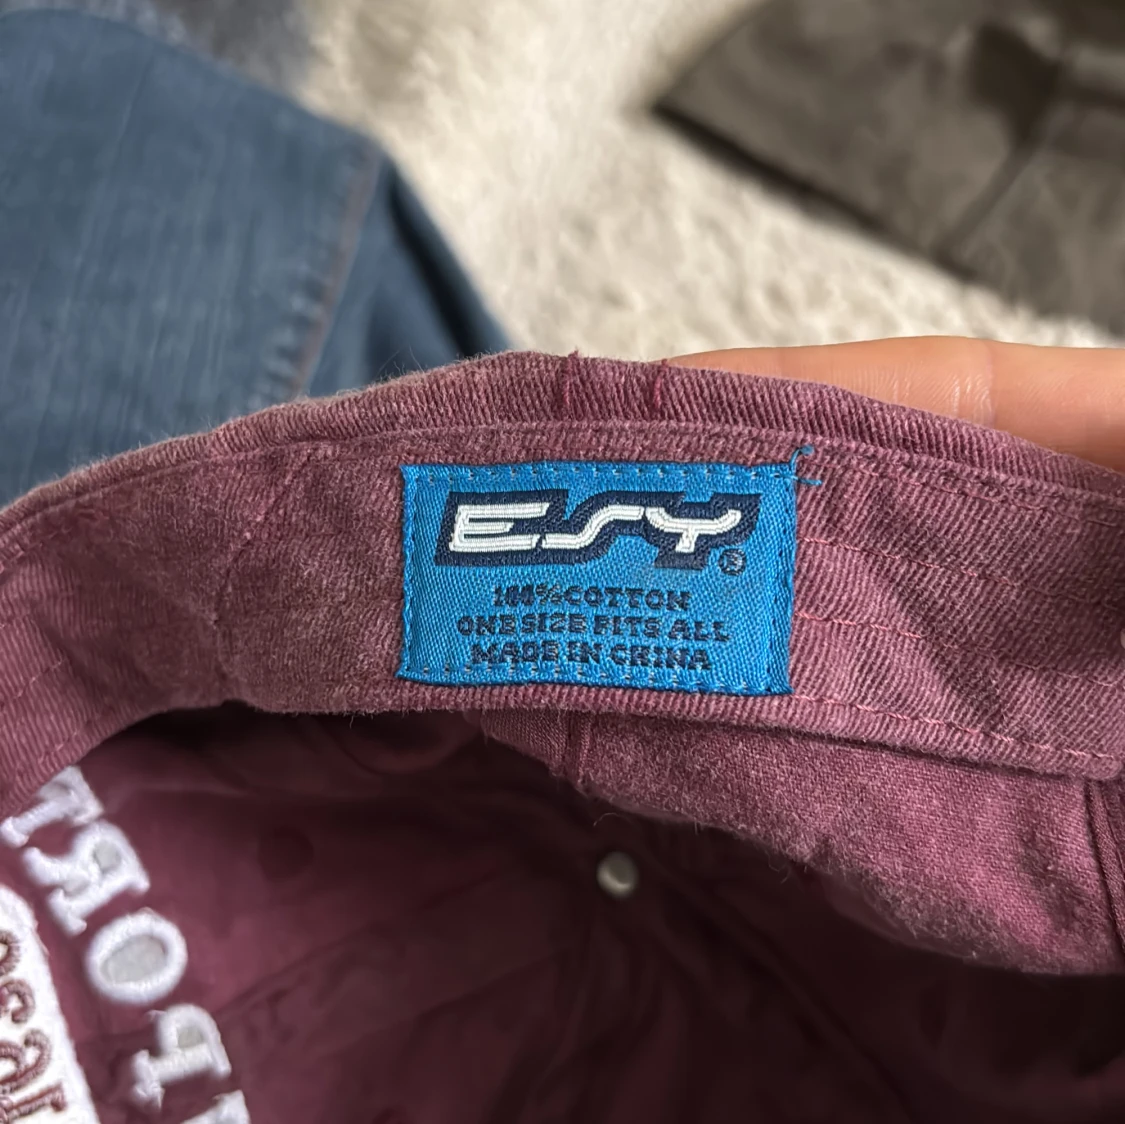 ESY®
100% COTTON
ONE SIZE FITS ALL
MADE IN CHINA